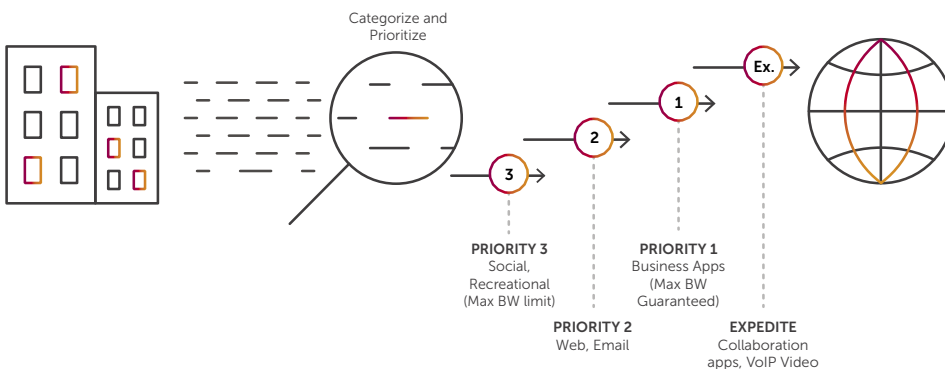 Categorize and
Prioritize
Ex.
1
2
3
PRIORITY 3
Social,
Recreational
(Max BW limit)
PRIORITY 1
Business Apps
(Max BW
Guaranteed)
PRIORITY 2
Web, Email
EXPEDITE
Collaboration
apps, VoIP Video